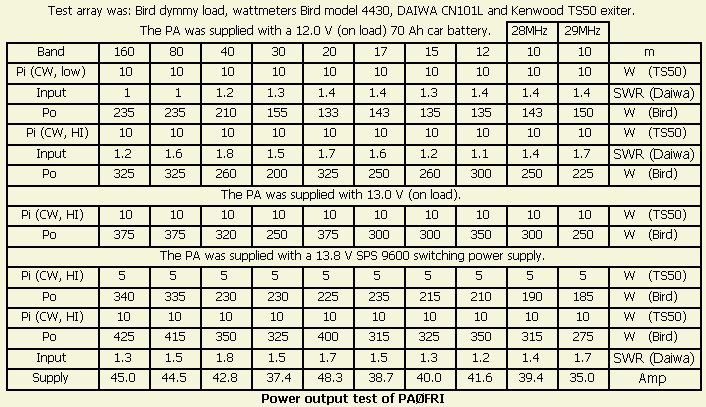 Test array was: Bird dymmy load, wattmeters Bird model 4430, DAIWA CN101L and Kenwood TS50 exiter.
The PA was supplied with a 12.0 V (on load) 70 Ah car battery. 28MHz 29MHz
Band 160 80 40 30 20 17 15 12 10 10 m
Pi (CW, low) 10 10 10 10 10 10 10 10 10 10 W (TS50)
Input 1 1 1.2 1.3 1.4 1.4 1.3 1.4 1.4 1.4 SWR (Daiwa)
Po 235 235 210 155 133 143 135 135 143 150 W (Bird)
Pi (CW, HI) 10 10 10 10 10 10 10 10 10 10 W (TS50)
Input 1.2 1.6 1.8 1.5 1.7 1.6 1.2 1.1 1.4 1.7 SWR (Daiwa)
Po 325 325 260 200 325 250 260 300 250 225 W (Bird)
The PA was supplied with 13.0 V (on load).
Pi (CW, HI) 10 10 10 10 10 10 10 10 10 10 W (TS50)
Po 375 375 320 250 375 300 300 350 300 250 W (Bird)
The PA was supplied with a 13.8 V SPS 9600 switching power supply.
Pi (CW, HI) 5 5 5 5 5 5 5 5 5 5 W (TS50)
Po 340 335 230 230 225 235 215 210 190 185 W (Bird)
Pi (CW, HI) 10 10 10 10 10 10 10 10 10 10 W (TS50)
Po 425 415 350 325 400 315 325 350 315 275 W (Bird)
Input 1.3 1.5 1.8 1.5 1.7 1.5 1.3 1.2 1.4 1.7 SWR (Daiwa)
Supply 45.0 44.5 42.8 37.4 48.3 38.7 40.0 41.6 39.4 35.0 Amp
Power output test of PAØFRI